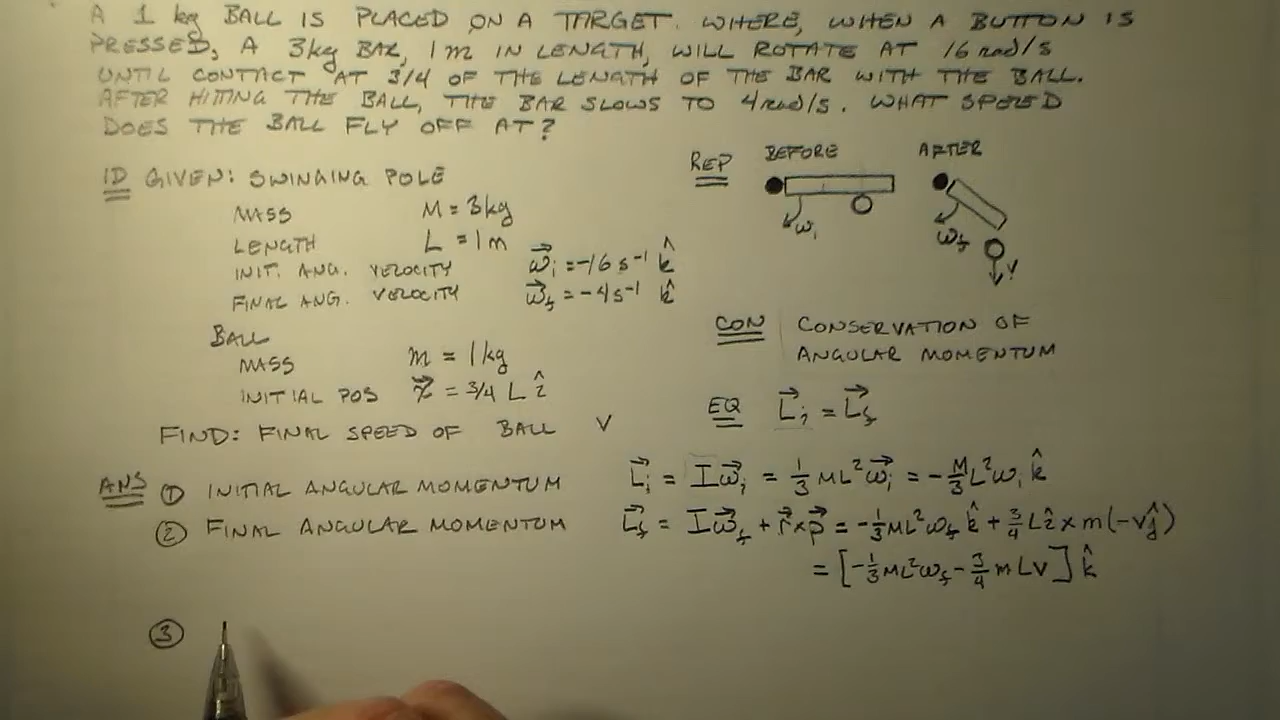 A 1 kg BALL IS PLACED ON A TARGET. WHERE, WHEN A BUTTON IS
PRESSED, A 3kg BAR, 1m IN LENGTH, WILL ROTATE AT 16 rad/s
UNTIL CONTACT AT 3/4 OF THE LENGTH OF THE BAR WITH THE BALL.
AFTER HITING THE BALL, THE BAR SLOWS TO 4 rad/s. WHAT SPEED
DOES THE BALL FLY OFF AT?
ID GIVEN: SWINGING POLE
MASS M = 3kg
LENGTH L = 1m
INIT. ANG. VELOCITY ω⃗ᵢ = -16 s⁻¹ k̂
FINAL ANG. VELOCITY ω⃗f = -4 s⁻¹ k̂
BALL
MASS m = 1kg
INITIAL POS r⃗ = 3/4 L î
FIND: FINAL SPEED OF BALL V
REP BEFORE AFTER
ωᵢ ωf V
CON CONSERVATION OF
ANGULAR MOMENTUM
EQ L⃗ᵢ = L⃗f
ANS ① INITIAL ANGULAR MOMENTUM L⃗ᵢ = Iω⃗ᵢ = 1/3 ML²ω⃗ᵢ = -M/3 L²ωᵢ k̂
② FINAL ANGULAR MOMENTUM L⃗f = Iω⃗f + r⃗×p⃗ = -1/3 ML²ωf k̂ + 3/4 Lî × m(-vĵ)
= [-1/3 ML²ωf - 3/4 mLv] k̂
③